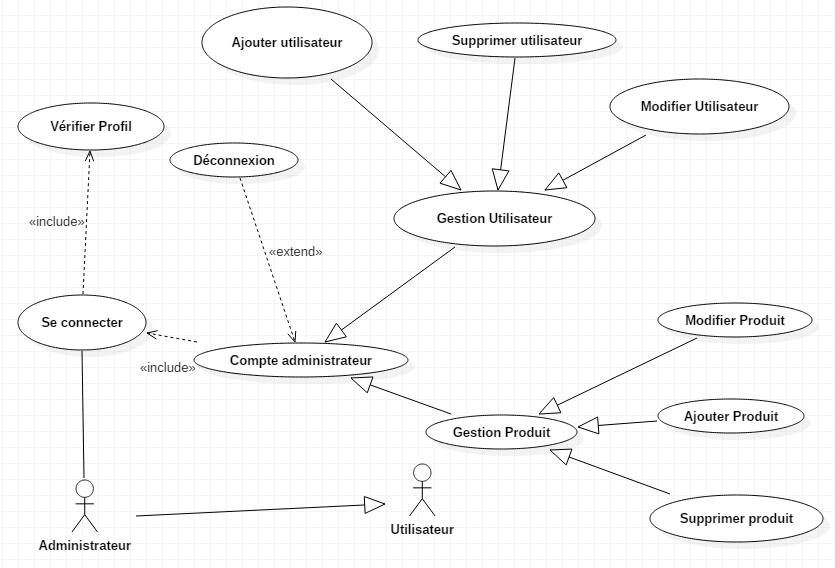 Ajouter utilisateur
Supprimer utilisateur
Modifier Utilisateur
Vérifier Profil
Déconnexion
Gestion Utilisateur
«include»
«extend»
Se connecter
Modifier Produit
Compte administrateur
«include»
Ajouter Produit
Gestion Produit
Supprimer produit
Utilisateur
Administrateur